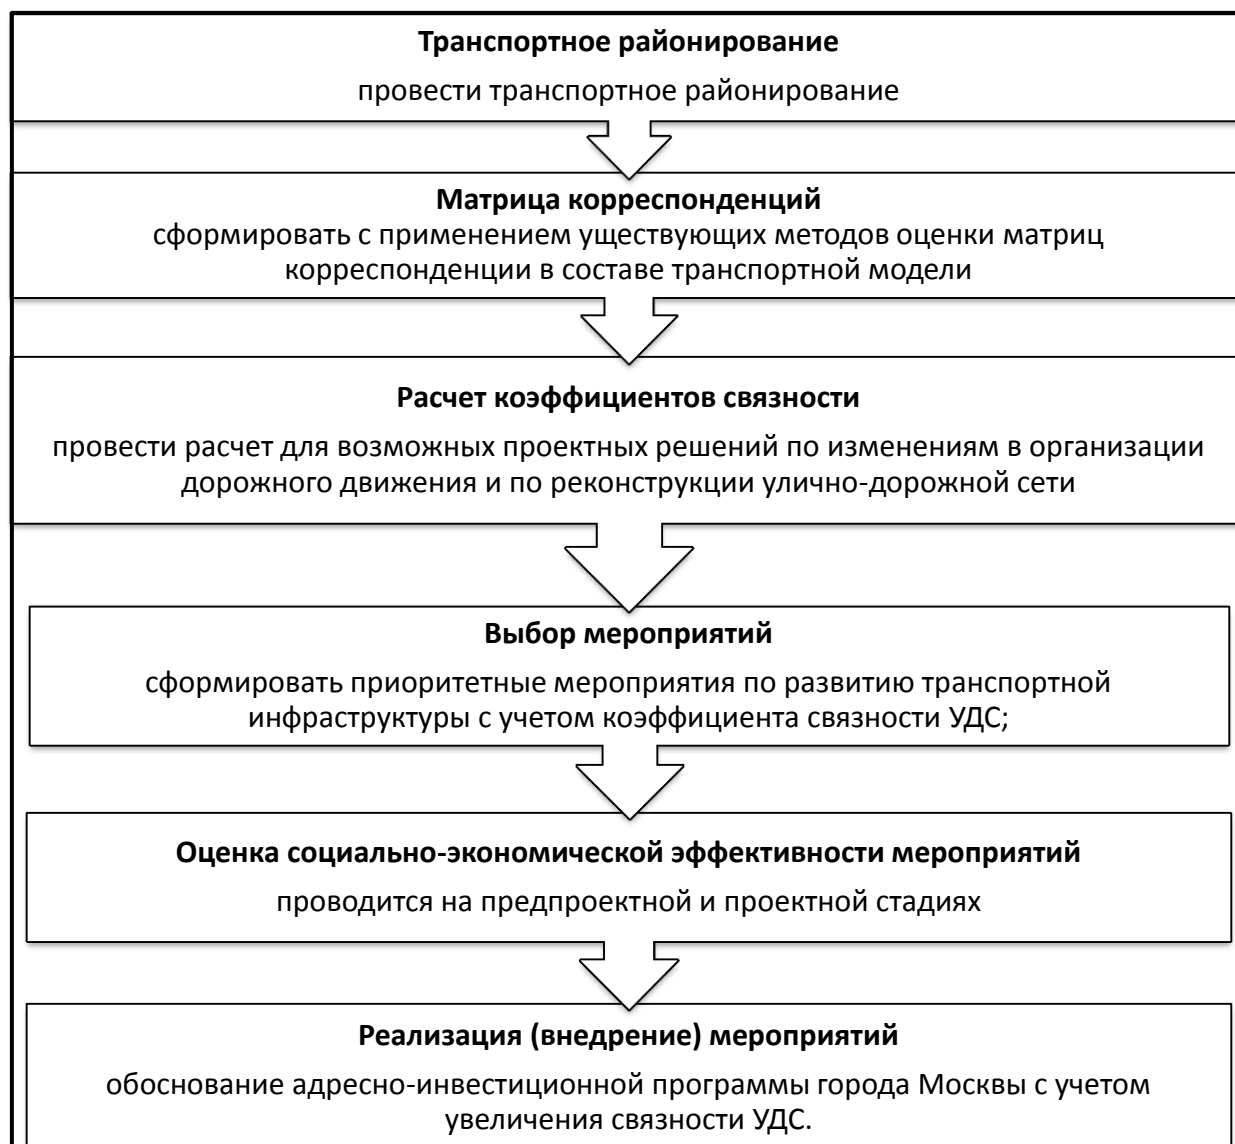 Транспортное районирование
провести транспортное районирование
Матрица корреспонденций
сформировать с применением уществующих методов оценки матриц
корреспонденции в составе транспортной модели
Расчет коэффициентов связности
провести расчет для возможных проектных решений по изменениям в организации
дорожного движения и по реконструкции улично-дорожной сети
Выбор мероприятий
сформировать приоритетные мероприятия по развитию транспортной
инфраструктуры с учетом коэффициента связности УДС;
Оценка социально-экономической эффективности мероприятий
проводится на предпроектной и проектной стадиях
Реализация (внедрение) мероприятий
обоснование адресно-инвестиционной программы города Москвы с учетом
увеличения связности УДС.